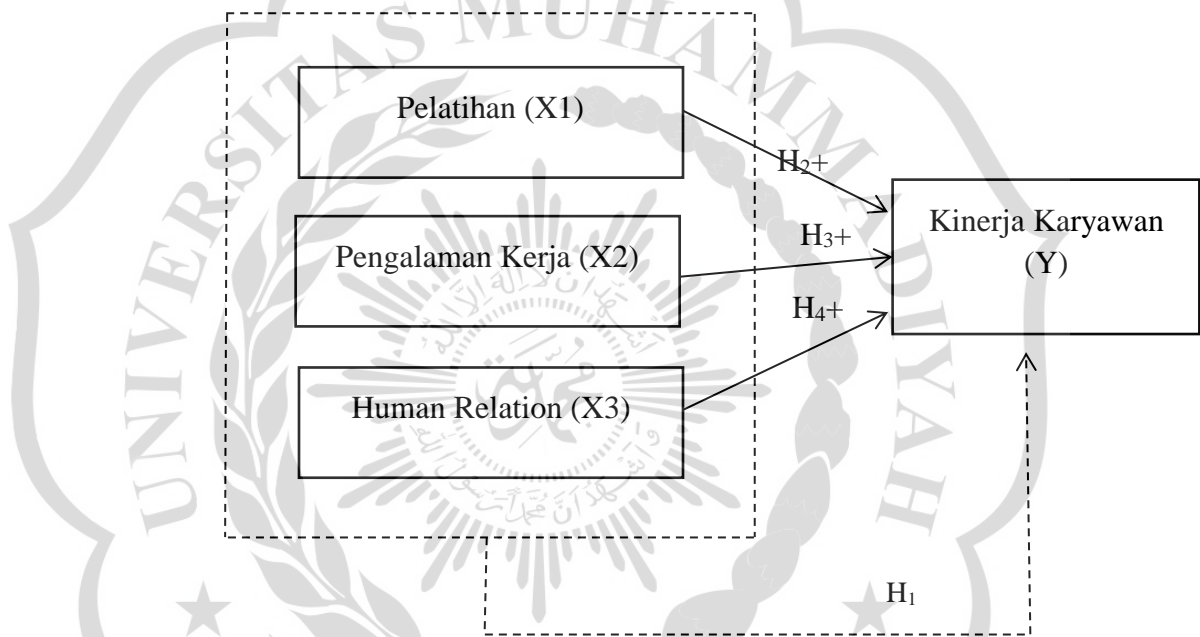 UNIVERSITAS MUHAMMADIYAH
Pelatihan (X1)
H₂+
Kinerja Karyawan
(Y)
H₃+
Pengalaman Kerja (X2)
H₄+
Human Relation (X3)
H₁